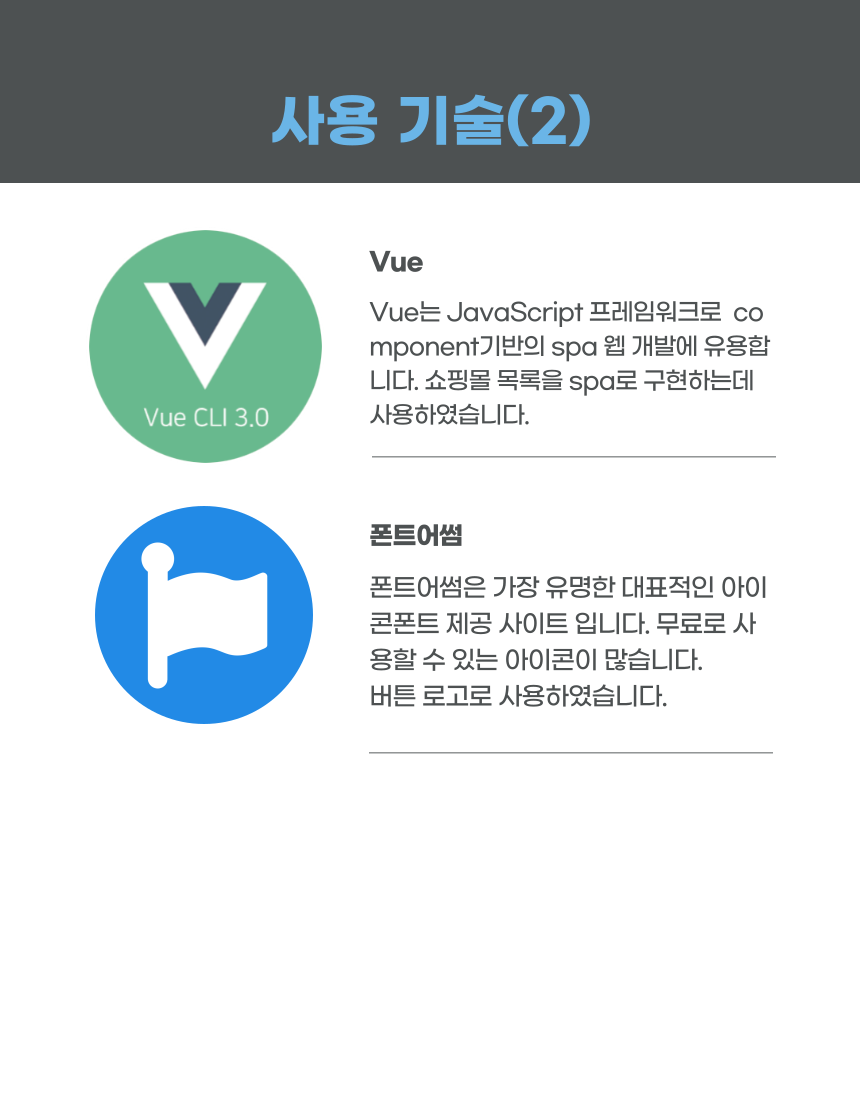 사용 기술(2)
Vue CLI 3.0
Vue
Vue는 JavaScript 프레임워크로  co
mponent기반의 spa 웹 개발에 유용합
니다. 쇼핑몰 목록을 spa로 구현하는데
사용하였습니다.
폰트어썸
폰트어썸은 가장 유명한 대표적인 아이
콘폰트 제공 사이트 입니다. 무료로 사
용할 수 있는 아이콘이 많습니다.
버튼 로고로 사용하였습니다.